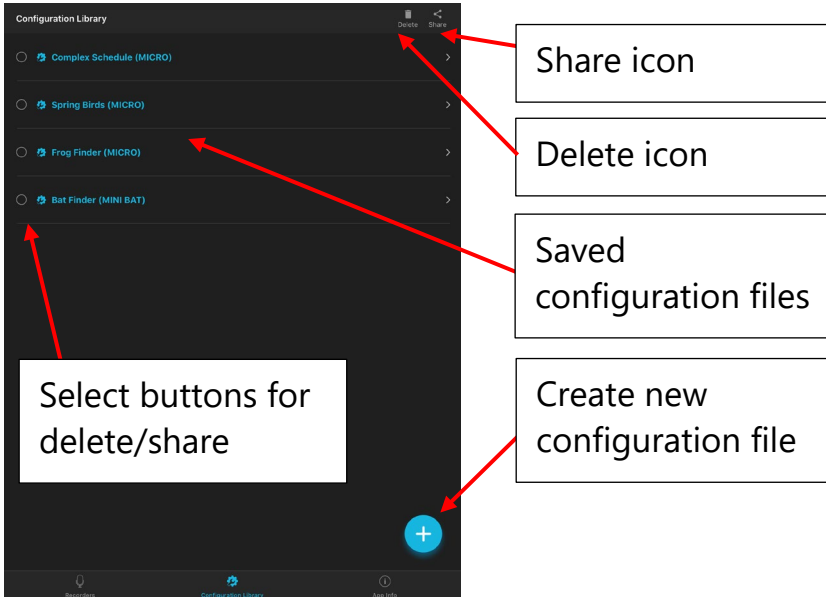 Configuration Library
Delete Share
Complex Schedule (MICRO)
Spring Birds (MICRO)
Frog Finder (MICRO)
Bat Finder (MINI BAT)
Share icon
Delete icon
Saved
configuration files
Select buttons for
delete/share
Create new
configuration file
Recorders
Configuration Library
App Info